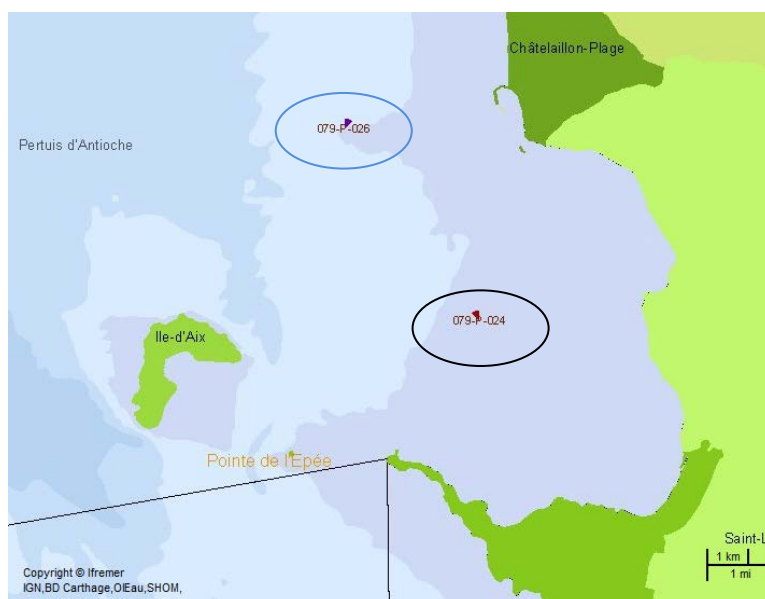 Châtelaillon-Plage
079-P-026
Pertuis d'Antioche
079-P-024
Ile-d'Aix
Pointe de l'Epée
Saint-L
1 km
1 mi
Copyright © Ifremer
IGN,BD Carthage,OIEau,SHOM,